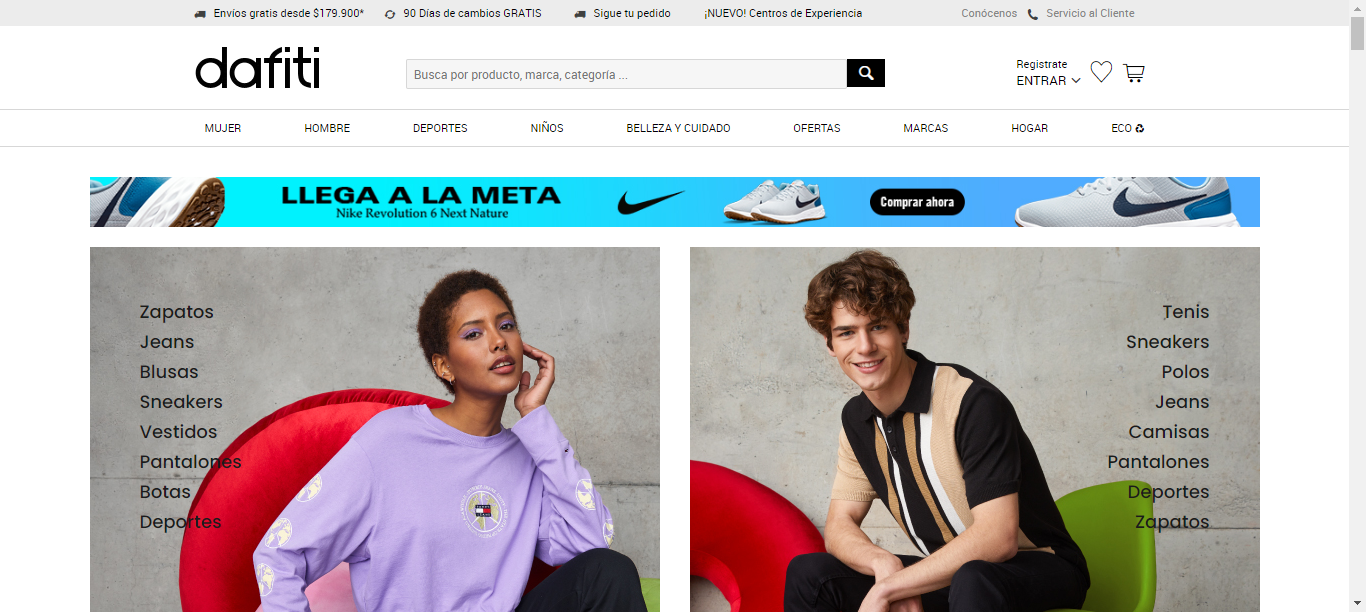 Envíos gratis desde $179.900*
90 Días de cambios GRATIS
Sigue tu pedido
¡NUEVO! Centros de Experiencia
Conócenos
Servicio al Cliente
dafiti
Busca por producto, marca, categoría ...
Registrate
ENTRAR
MUJER
HOMBRE
DEPORTES
NIÑOS
BELLEZA Y CUIDADO
OFERTAS
MARCAS
HOGAR
ECO
LLEGA A LA META
Nike Revolution 6 Next Nature
Comprar ahora
Zapatos
Jeans
Blusas
Sneakers
Vestidos
Pantalones
Botas
Deportes
Tenis
Sneakers
Polos
Jeans
Camisas
Pantalones
Deportes
Zapatos